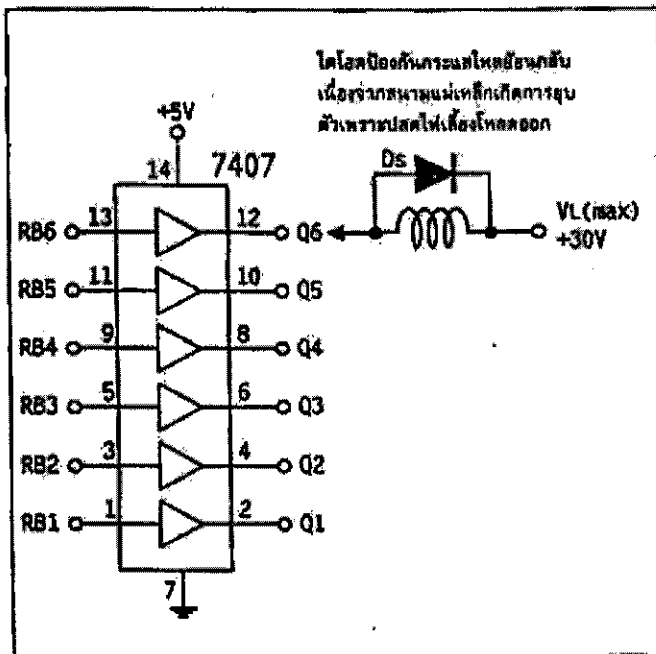 ไดโอดป้องกันกระแสไหลย้อนกลับ
เนื่องจากสนามแม่เหล็กเกิดการยุบ
ตัวเพราะปลดไฟเลี้ยงโหลดออก
+5V
14
7407
Ds
VL(max)
+30V
RB6 13 12 Q6
RB5 11 10 Q5
RB4 9 8 Q4
RB3 5 6 Q3
RB2 3 4 Q2
RB1 1 2 Q1
7